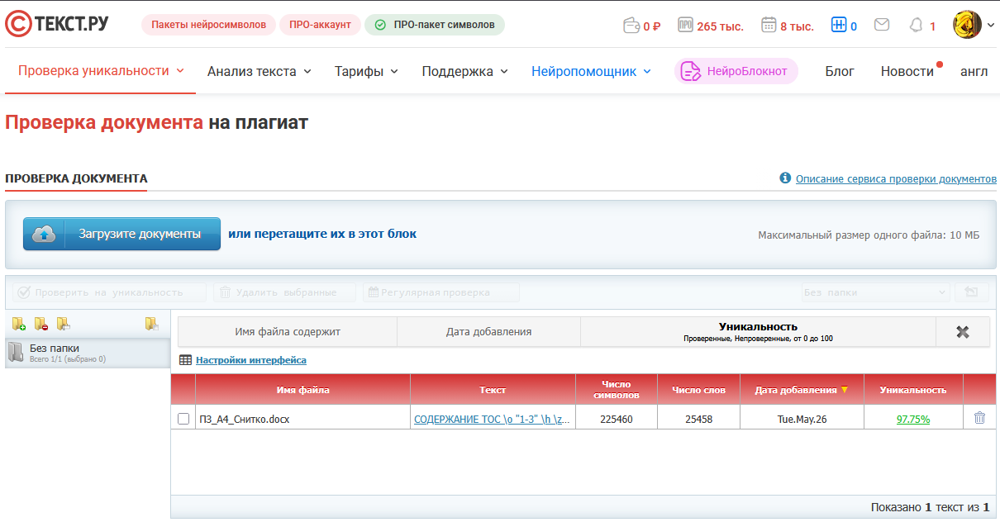 ТЕКСТ.РУ Пакеты нейросимволов ПРО-аккаунт ПРО-пакет символов 0 ₽ ПРО 265 тыс. 8 тыс. 0 1
Проверка уникальности Анализ текста Тарифы Поддержка Нейропомощник НейроБлокнот Блог Новости англ
Проверка документа на плагиат
ПРОВЕРКА ДОКУМЕНТА Описание сервиса проверки документов
Загрузите документы или перетащите их в этот блок Максимальный размер одного файла: 10 МБ
Проверить на уникальность Удалить выбранные Регулярная проверка Без папки
Имя файла содержит Дата добавления Уникальность
Проверенные, Непроверенные, от 0 до 100
Без папки
Всего 1/1 (выбрано 0)
Настройки интерфейса
Имя файла Текст Число символов Число слов Дата добавления Уникальность
ПЗ_А4_Снитко.docx СОДЕРЖАНИЕ TOC \o "1-3" \h \z... 225460 25458 Tue.May.26 97.75%
Показано 1 текст из 1